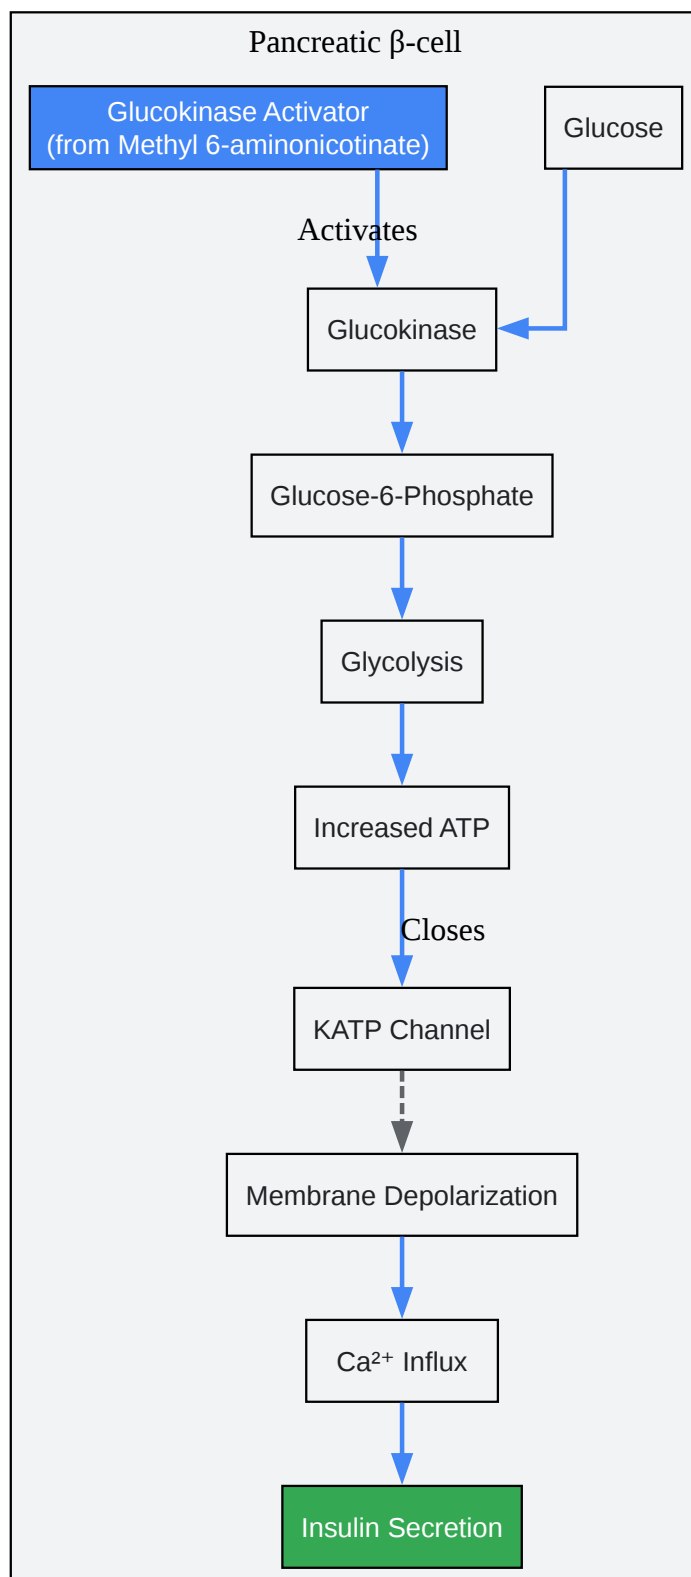 Pancreatic β-cell
Glucokinase Activator
(from Methyl 6-aminonicotinate)
Glucose
Activates
Glucokinase
Glucose-6-Phosphate
Glycolysis
Increased ATP
Closes
KATP Channel
Membrane Depolarization
Ca²⁺ Influx
Insulin Secretion